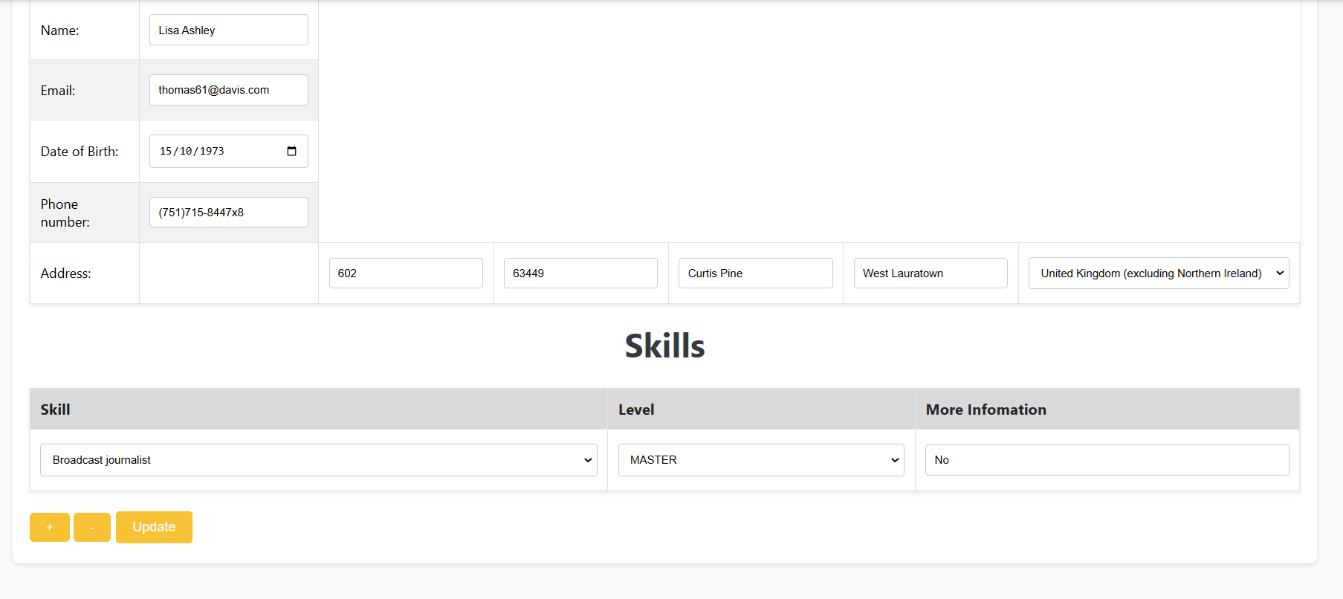 Name:
Lisa Ashley
Email:
thomas61@davis.com
Date of Birth:
15/10/1973
Phone
number:
(751)715-8447x8
Address:
602
63449
Curtis Pine
West Lauratown
United Kingdom (excluding Northern Ireland)
Skills
Skill
Level
More Infomation
Broadcast journalist
MASTER
No
+
-
Update